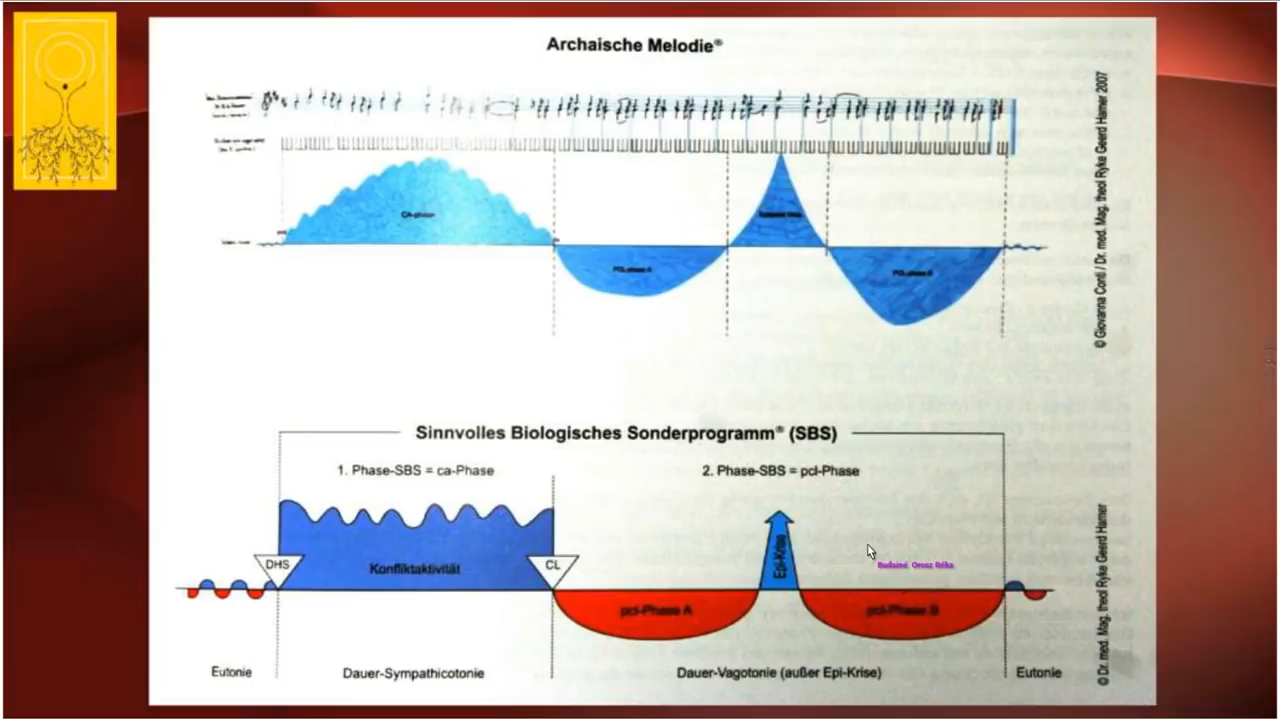 Archaische Melodie®
CA-phase
PCL-phase A
PCL-phase B
© Giovanna Conti / Dr. med. Mag. theol Ryke Geerd Hamer 2007
Sinnvolles Biologisches Sonderprogramm® (SBS)
1. Phase-SBS = ca-Phase
2. Phase-SBS = pcl-Phase
DHS
Konfliktaktivität
CL
Epi-Krise
Budainé Orosz Réka
pcl-Phase A
pcl-Phase B
Eutonie
Dauer-Sympathicotonie
Dauer-Vagotonie (außer Epi-Krise)
Eutonie
© Dr. med. Mag. theol Ryke Geerd Hamer